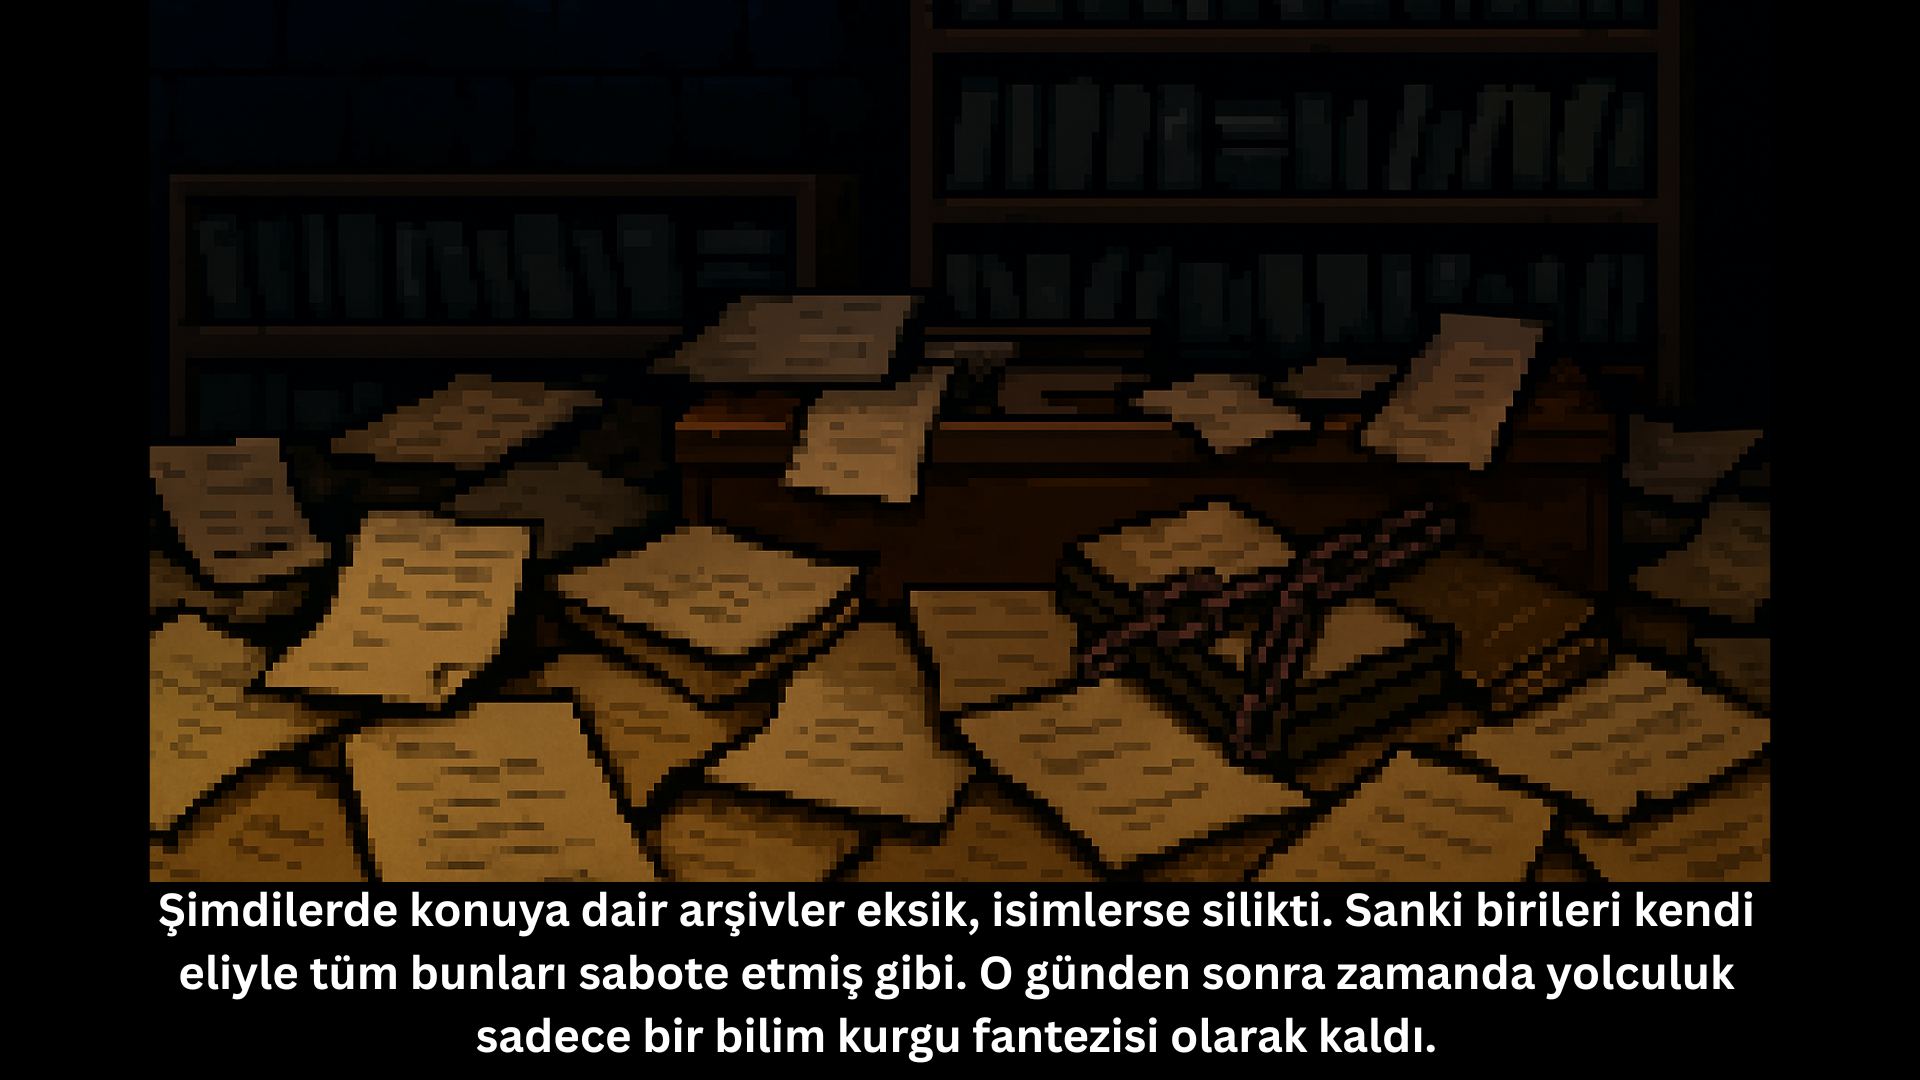 Şimdilerde konuya dair arşivler eksik, isimlerse silikti. Sanki birileri kendi
eliyle tüm bunları sabote etmiş gibi. O günden sonra zamanda yolculuk
sadece bir bilim kurgu fantezisi olarak kaldı.